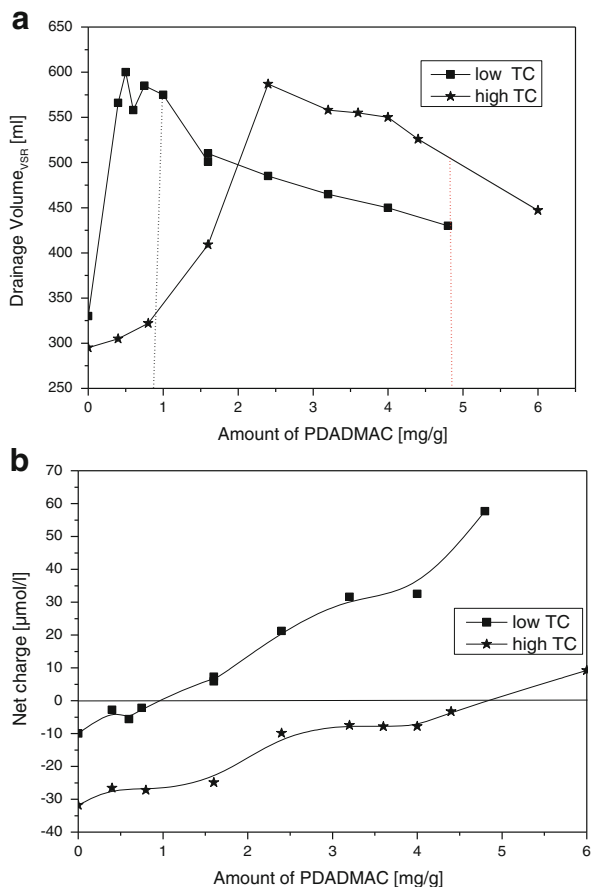 a
650
600
550
500
450
400
350
300
250
Drainage Volume_VSR [ml]
low TC
high TC
0 1 2 3 4 5 6
Amount of PDADMAC [mg/g]
b
70
60
50
40
30
20
10
0
-10
-20
-30
-40
Net charge [µmol/l]
low TC
high TC
0 1 2 3 4 5 6
Amount of PDADMAC [mg/g]